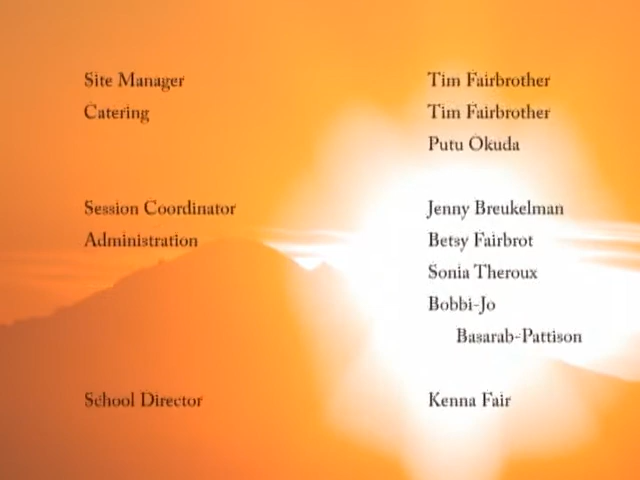 Site Manager Tim Fairbrother
Catering Tim Fairbrother
Putu Okuda
Session Coordinator Jenny Breukelman
Administration Betsy Fairbrot
Sonia Theroux
Bobbi-Jo
Basarab-Pattison
School Director Kenna Fair